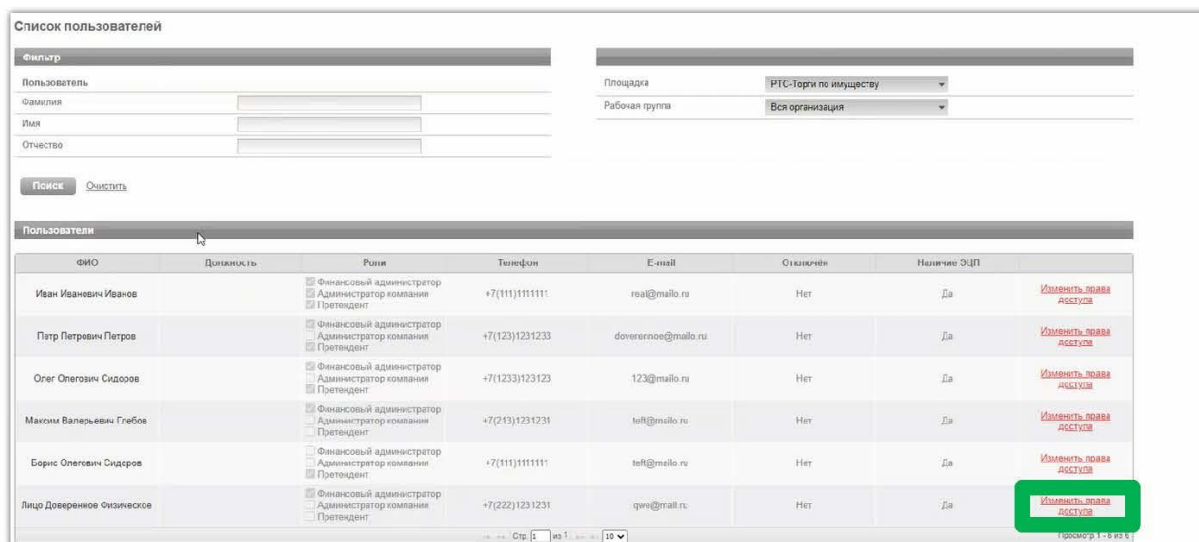 Список пользователей
Фильтр
Пользователь
Фамилия
Имя
Отчество
Площадка РТС-Торги по имуществу
Рабочая группа Вся организация
Поиск Очистить
Пользователи
ФИО Должность Роли Телефон E-mail Отключён Наличие ЭЦП
Финансовый администратор
Иван Иванович Иванов Администратор компании +7(111)1111111 real@mailo.ru Нет Да Изменить права
Претендент доступа
Финансовый администратор
Петр Петрович Петров Администратор компании +7(123)1231233 doverennoe@mailo.ru Нет Да Изменить права
Претендент доступа
Финансовый администратор
Олег Олегович Сидоров Администратор компании +7(1233)123123 123@mailo.ru Нет Да Изменить права
Претендент доступа
Финансовый администратор
Максим Валерьевич Глебов Администратор компании +7(213)1231231 teft@mailo.ru Нет Да Изменить права
Претендент доступа
Финансовый администратор
Борис Олегович Сидоров Администратор компании +7(111)1111111 teft@mailo.ru Нет Да Изменить права
Претендент доступа
Финансовый администратор
Лицо Доверенное Физическое Администратор компании +7(222)1231231 qwe@mail.ru Нет Да Изменить права
Претендент доступа
Стр. 1 из 1 10 Просмотр 1 - 6 из 6